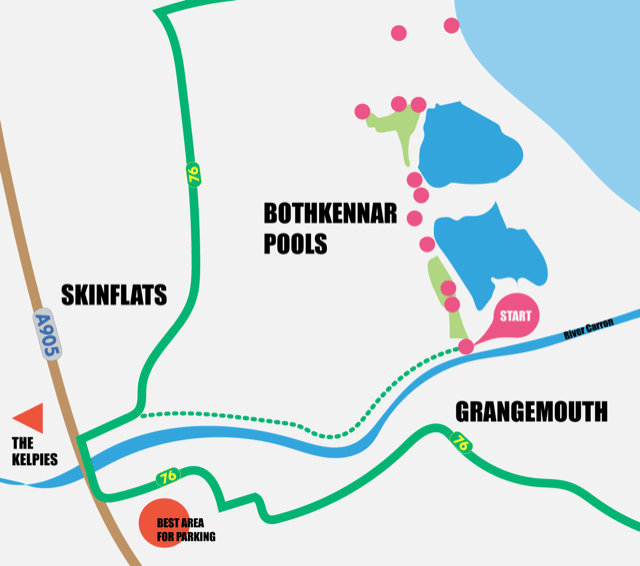 76
BOTHKENNAR
POOLS
SKINFLATS
A905
START
River Carron
GRANGEMOUTH
THE
KELPIES
76
76
BEST AREA
FOR PARKING